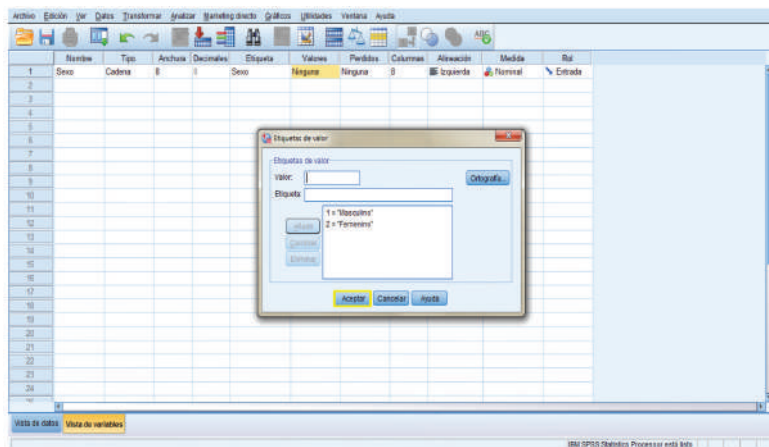 Archivo Edición Ver Datos Transformar Analizar Marketing directo Gráficos Utilidades Ventana Ayuda
Nombre Tipo Anchura Decimales Etiqueta Valores Perdidos Columnas Alineación Medida Rol
1 Sexo Cadena 8 Sexo Ninguna Ninguna 8 Izquierda Nominal Entrada
2
3
4
5
6
7
8
9
10
11
12
13
14
15
16
17
18
19
20
21
22
23
24
Etiquetas de valor
Etiquetas de valor
Valor:
Ortografía...
Etiqueta:
1 = "Masculino"
2 = "Femenino"
Añadir
Cambiar
Eliminar
Aceptar Cancelar Ayuda
Vista de datos Vista de variables
IBM SPSS Statistics Processor está listo